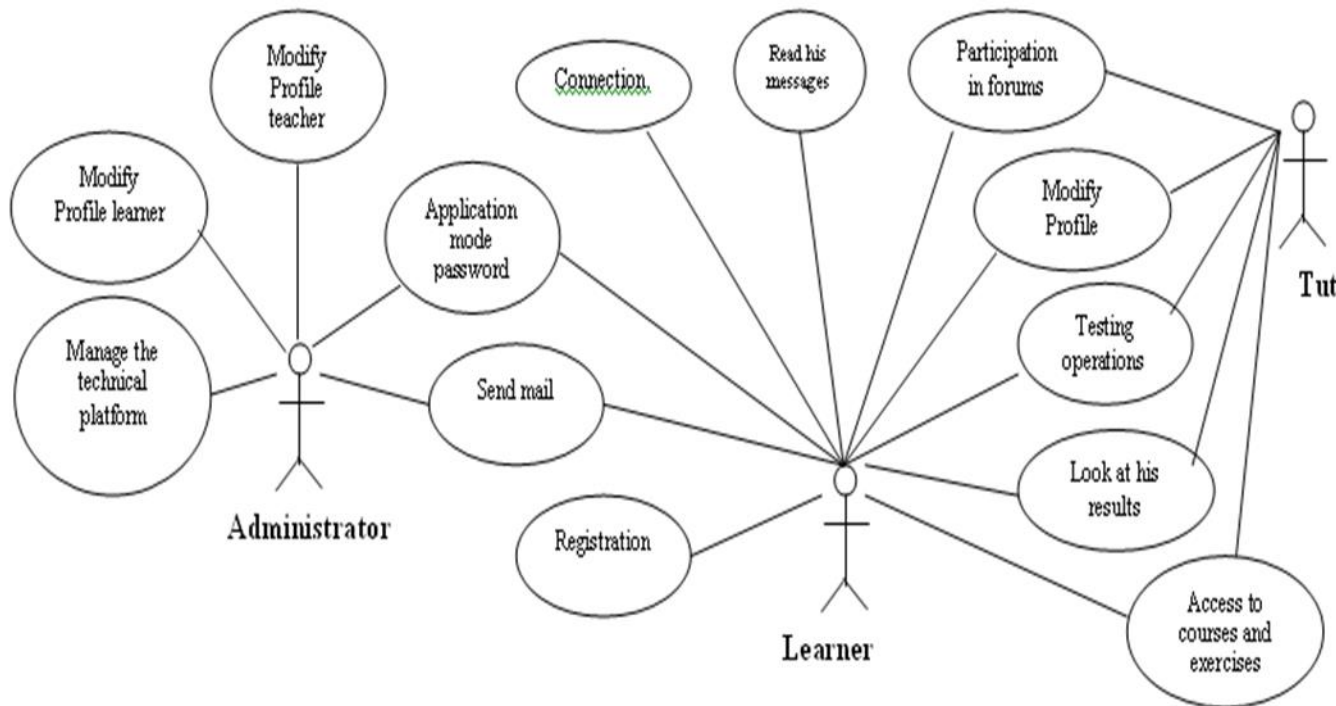 Modify
Profile
teacher
Connection.
Read his
messages
Participation
in forums
Modify
Profile learner
Application
mode
password
Modify
Profile
Manage the
technical
platform
Send mail
Testing
operations
Tut
Administrator
Registration
Look at his
results
Learner
Access to
courses and
exercises